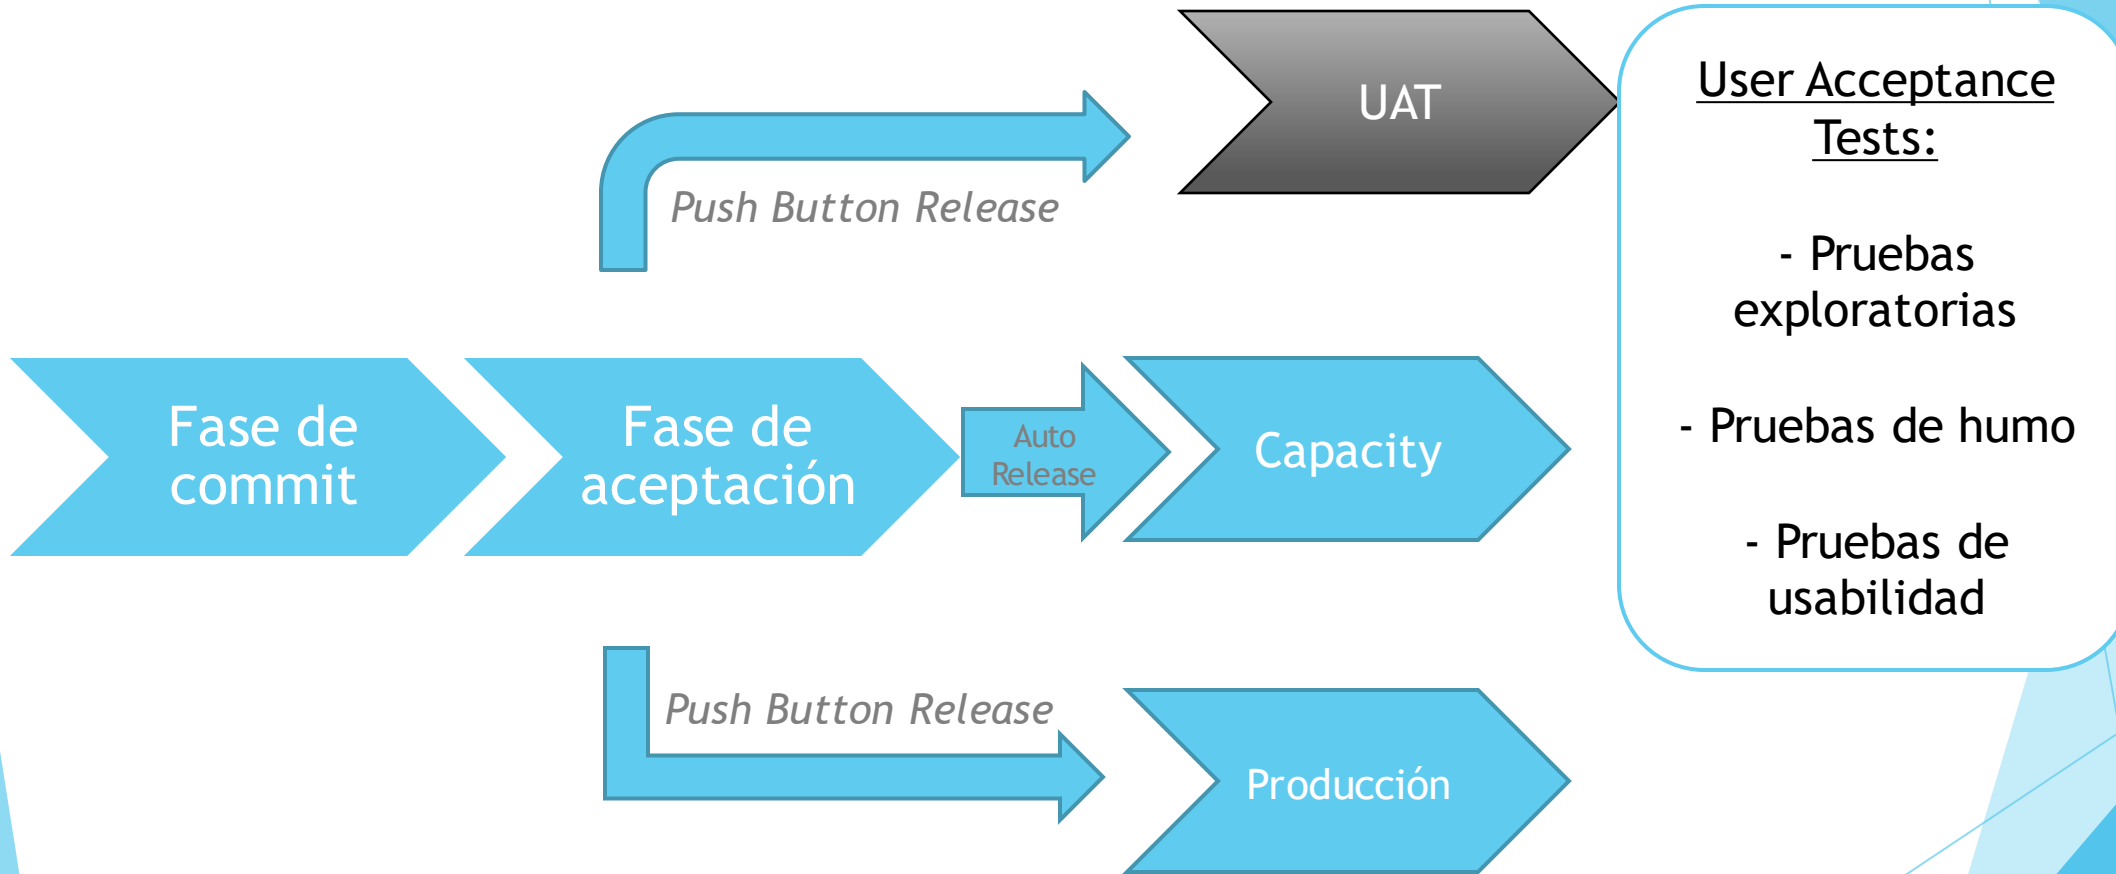 UAT
Push Button Release
Fase de
commit
Fase de
aceptación
Auto
Release
Capacity
Push Button Release
Producción
User Acceptance
Tests:
- Pruebas
exploratorias
- Pruebas de humo
- Pruebas de
usabilidad